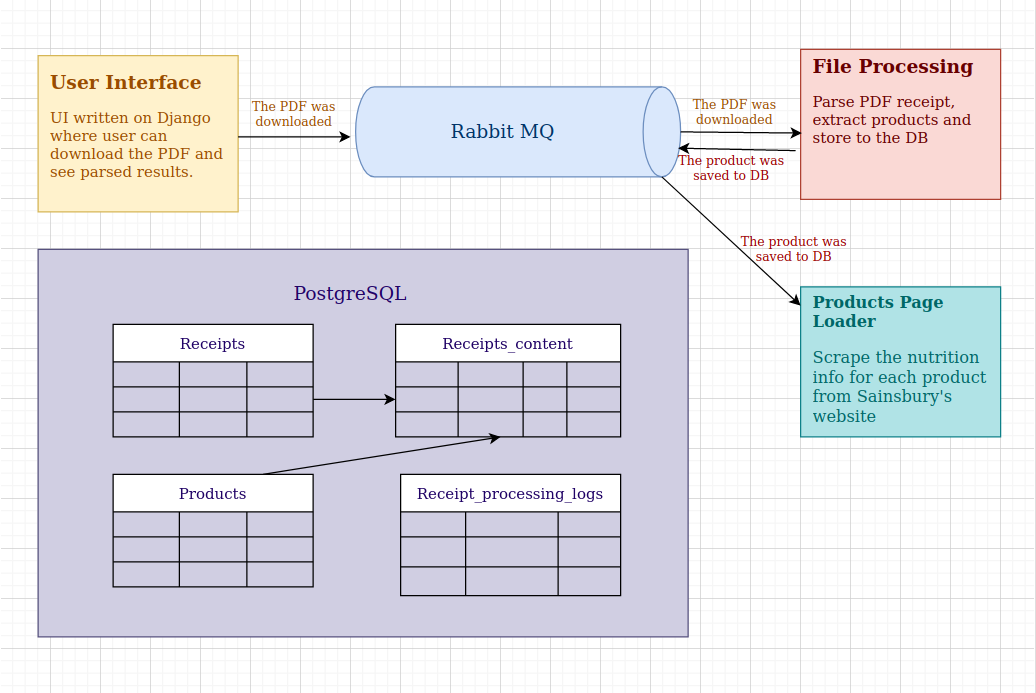 User Interface
UI written on Django
where user can
download the PDF and
see parsed results.
The PDF was
downloaded
Rabbit MQ
The PDF was
downloaded
The product was
saved to DB
File Processing
Parse PDF receipt,
extract products and
store to the DB
The product was
saved to DB
Products Page
Loader
Scrape the nutrition
info for each product
from Sainsbury's
website
PostgreSQL
Receipts
Receipts_content
Products
Receipt_processing_logs